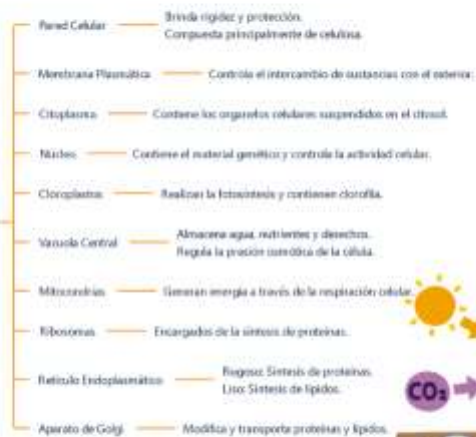 Pared Celular
Brinda rigidez y protección.
Compuesta principalmente de celulosa.
Membrana Plasmática
Controla el intercambio de sustancias con el exterior.
Citoplasma
Contiene los organelos celulares suspendidos en el citosol.
Núcleo
Contiene el material genético y controla la actividad celular.
Cloroplastos
Realizan la fotosíntesis y contienen clorofila.
Vacuola Central
Almacena agua, nutrientes y desechos.
Regula la presión osmótica de la célula.
Mitocondrias
Generan energía a través de la respiración celular.
Ribosomas
Encargados de la síntesis de proteínas.
Retículo Endoplasmático
Rugoso: Síntesis de proteínas.
Liso: Síntesis de lípidos.
CO₂
Aparato de Golgi
Modifica y transporta proteínas y lípidos.